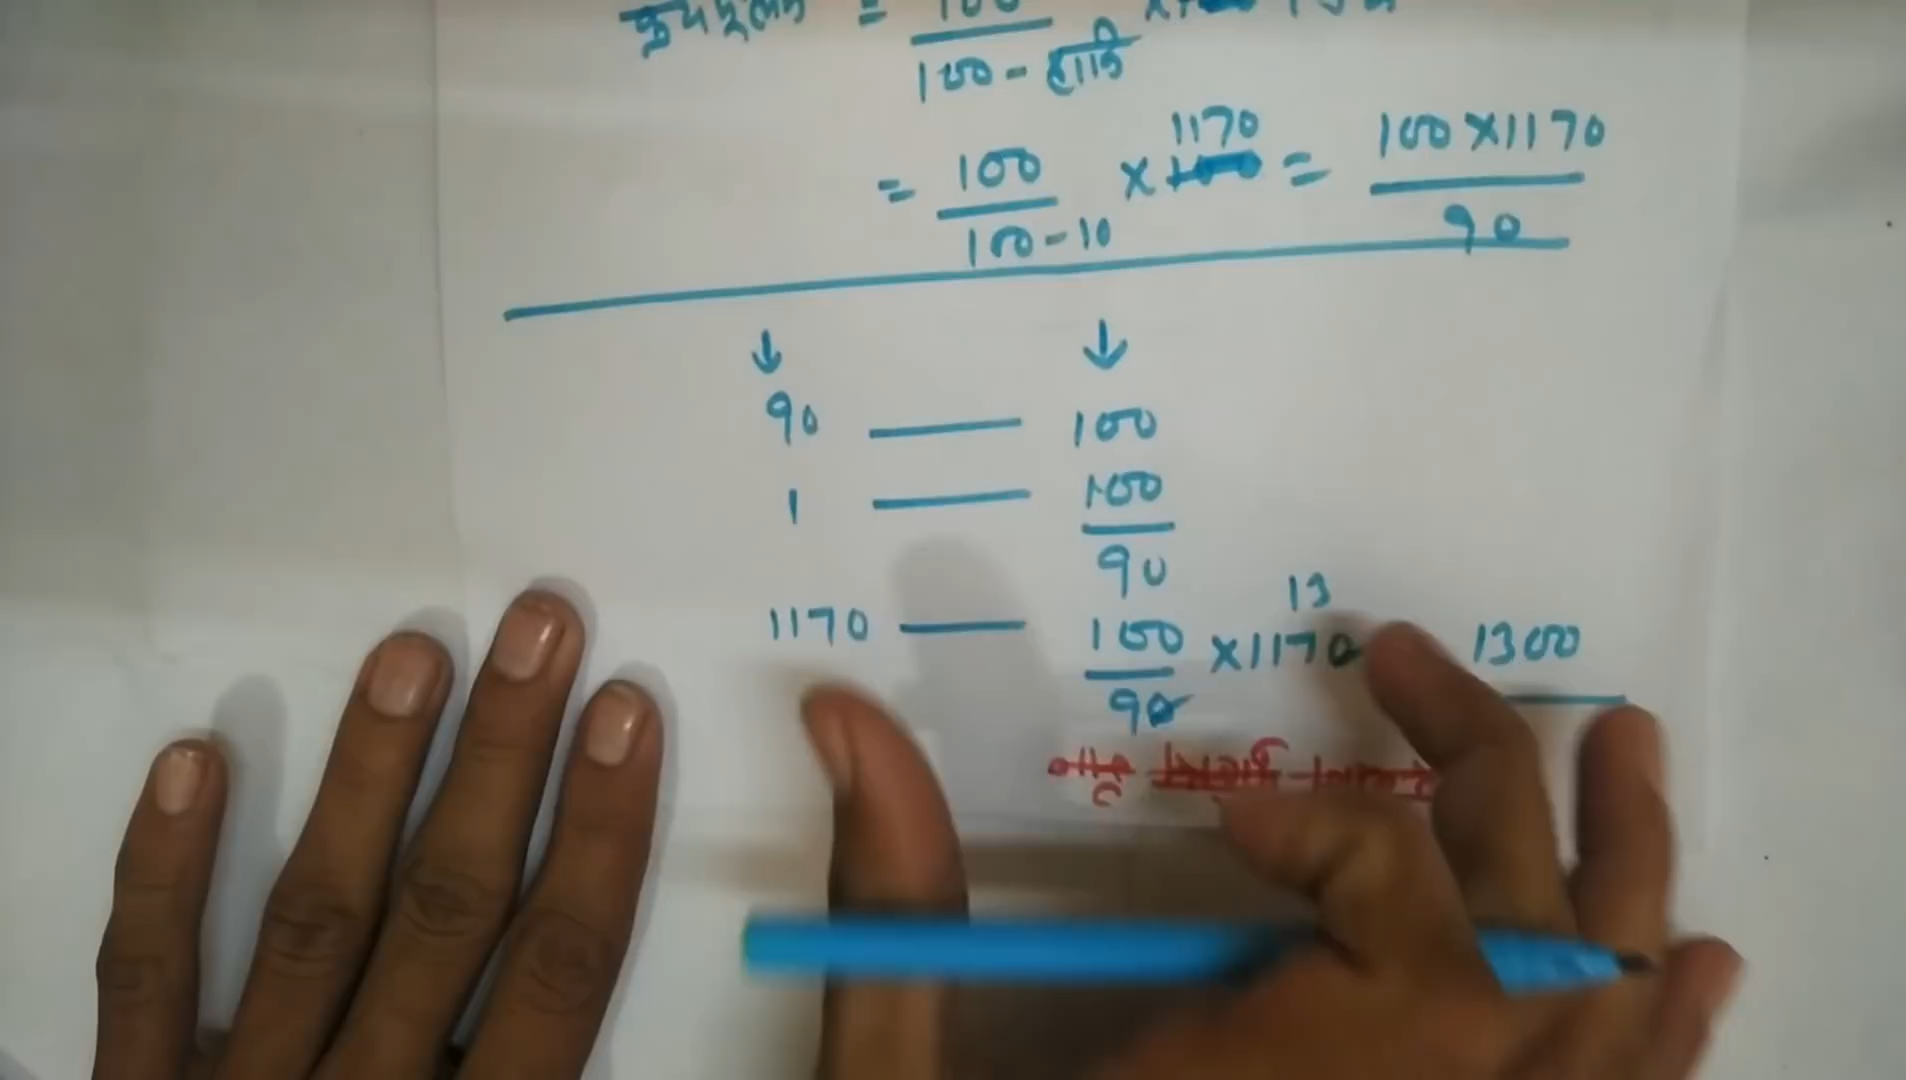 क्रयमूल्य = 100
100 - हानि
= 100 × 1170 = 100 × 1170
100 - 10
90
↓ ↓
90 — 100
1 — 100
90
13
1170 — 100 × 1170 1300
90